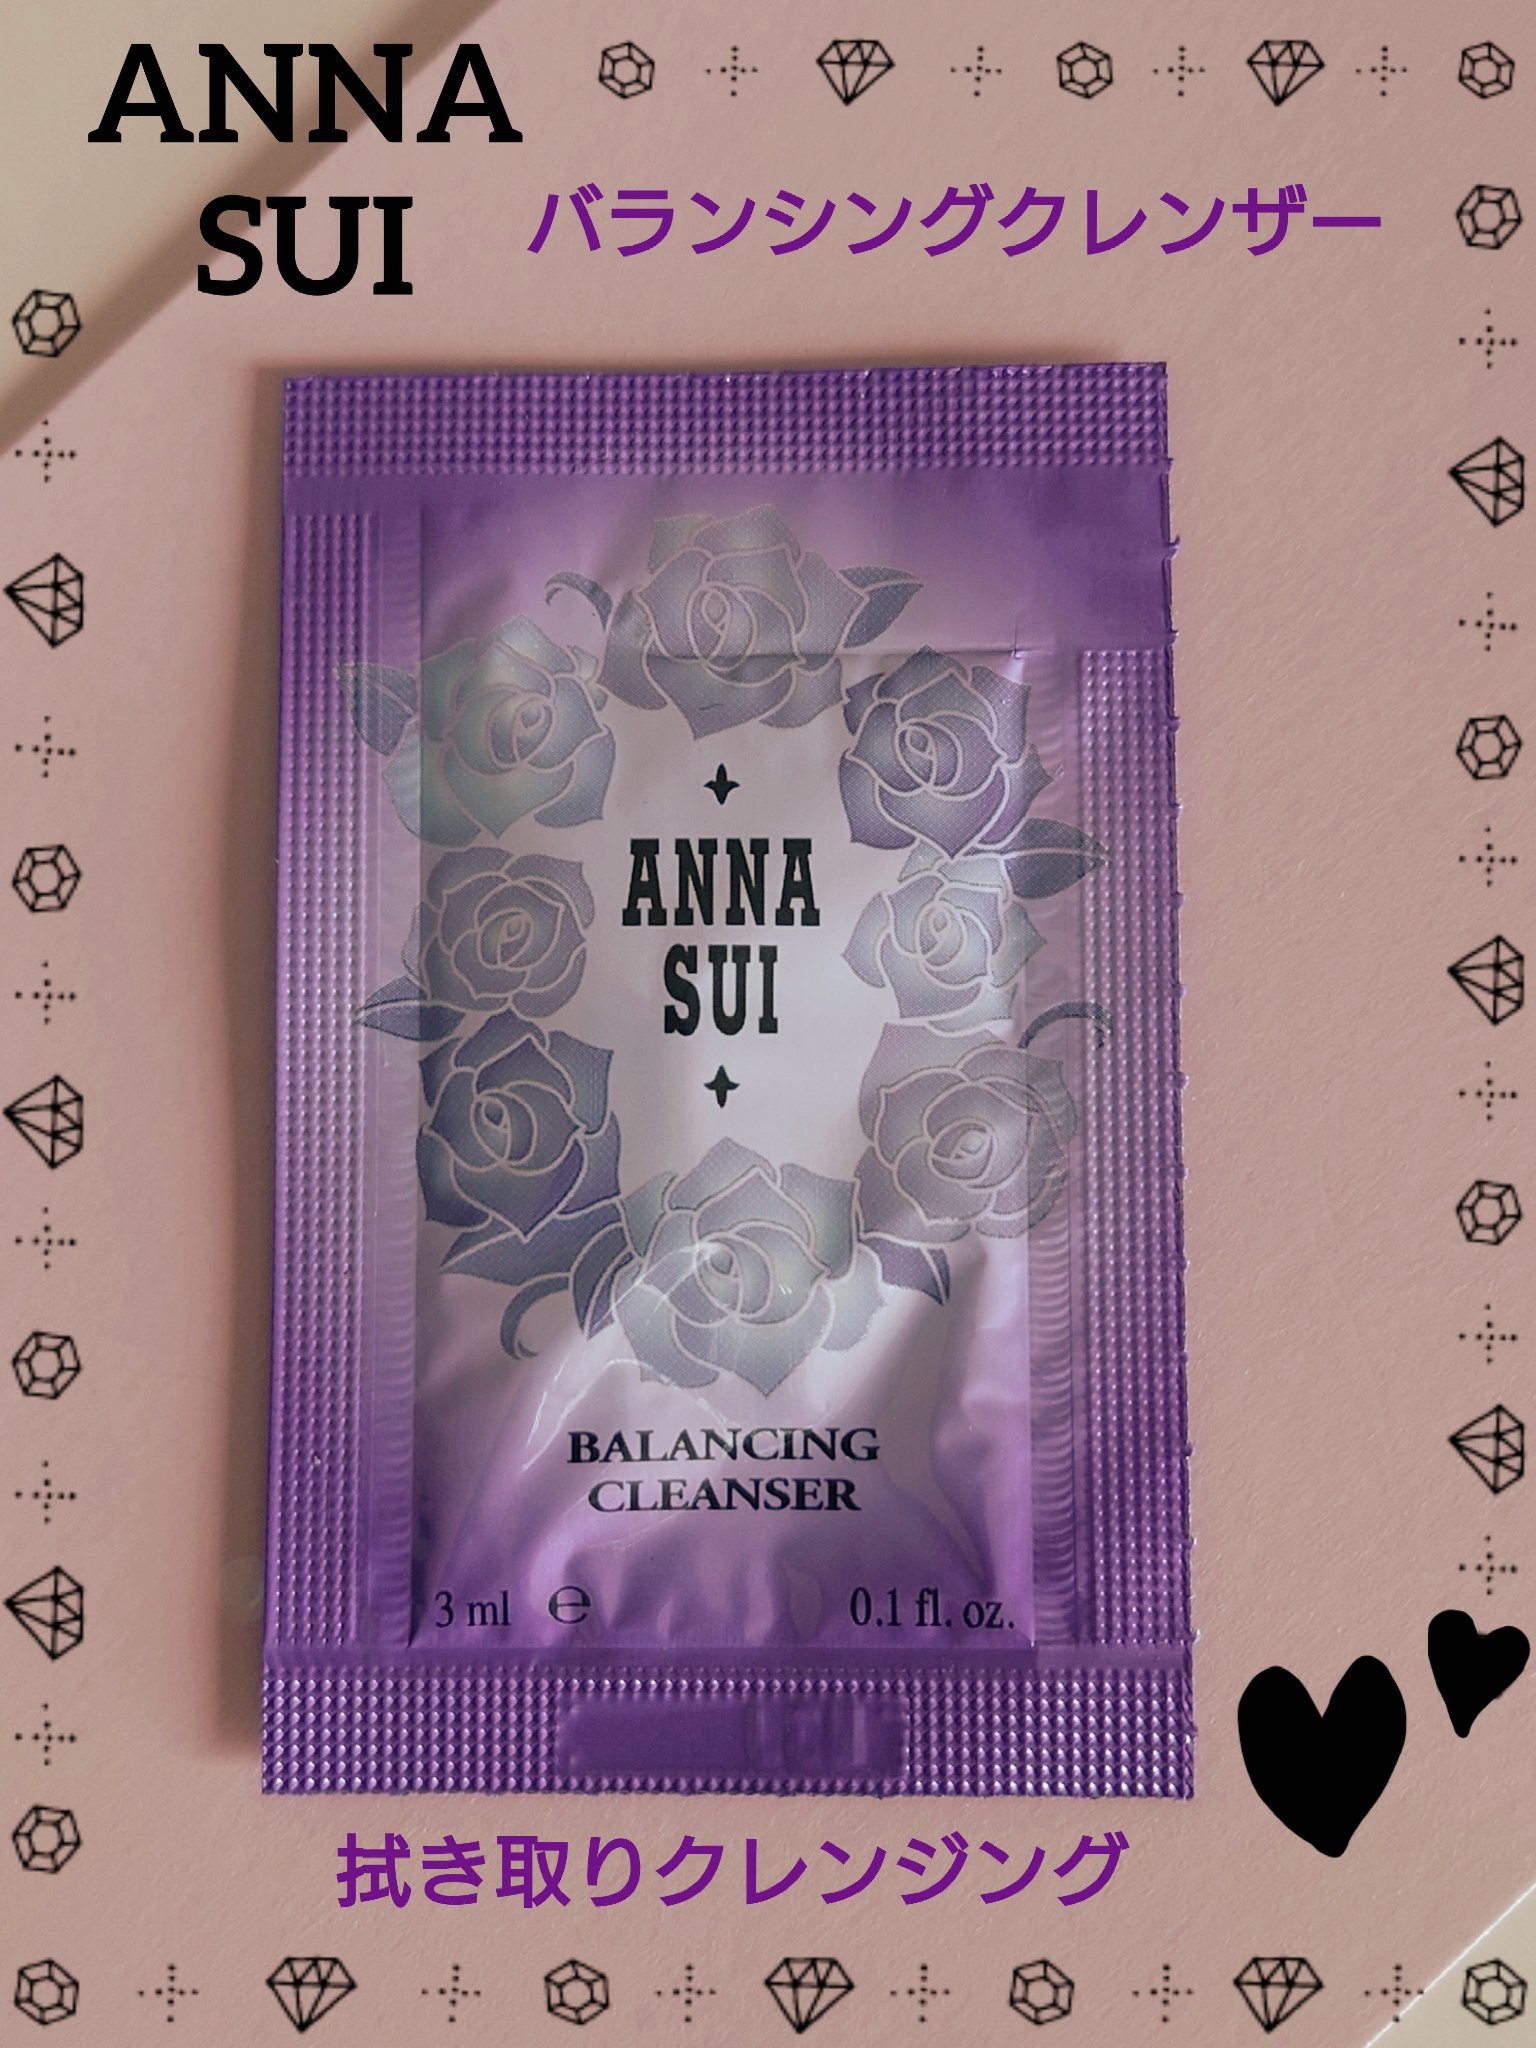 ANNA
SUI
バランシングクレンザー
ANNA
SUI
BALANCING
CLEANSER
3 ml ℮ 0.1 fl. oz.
拭き取りクレンジング